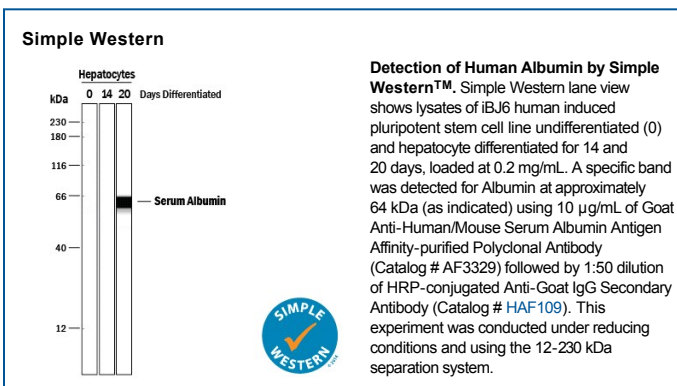 Simple Western
Hepatocytes
kDa 0 14 20 Days Differentiated
230
180
116
66
Serum Albumin
40
12
SIMPLE
WESTERN
Detection of Human Albumin by Simple
Western™. Simple Western lane view
shows lysates of iBJ6 human induced
pluripotent stem cell line undifferentiated (0)
and hepatocyte differentiated for 14 and
20 days, loaded at 0.2 mg/mL. A specific band
was detected for Albumin at approximately
64 kDa (as indicated) using 10 µg/mL of Goat
Anti-Human/Mouse Serum Albumin Antigen
Affinity-purified Polyclonal Antibody
(Catalog # AF3329) followed by 1:50 dilution
of HRP-conjugated Anti-Goat IgG Secondary
Antibody (Catalog # HAF109). This
experiment was conducted under reducing
conditions and using the 12-230 kDa
separation system.